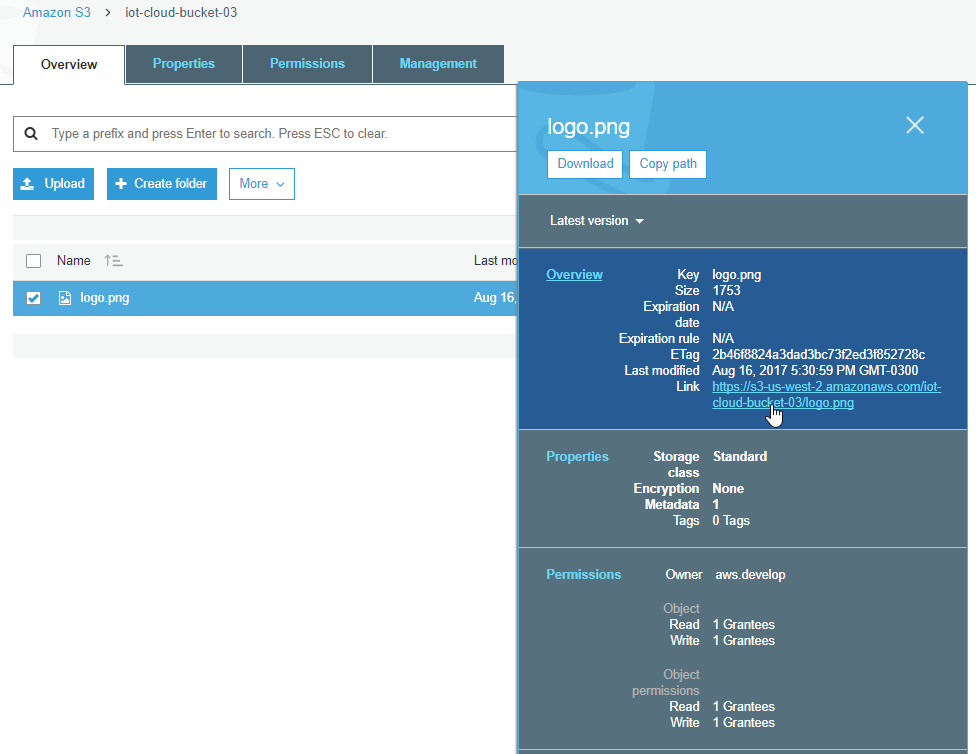 Amazon S3 > iot-cloud-bucket-03
Overview Properties Permissions Management
Type a prefix and press Enter to search. Press ESC to clear.
Upload Create folder More
Name Last mo
logo.png Aug 16,
logo.png
Download Copy path
Latest version
Overview Key logo.png
Size 1753
Expiration N/A
date
Expiration rule N/A
ETag 2b46f8824a3dad3bc73f2ed3f852728c
Last modified Aug 16, 2017 5:30:59 PM GMT-0300
Link https://s3-us-west-2.amazonaws.com/iot-
cloud-bucket-03/logo.png
Properties Storage Standard
class
Encryption None
Metadata 1
Tags 0 Tags
Permissions Owner aws.develop
Object
Read 1 Grantees
Write 1 Grantees
Object
permissions
Read 1 Grantees
Write 1 Grantees